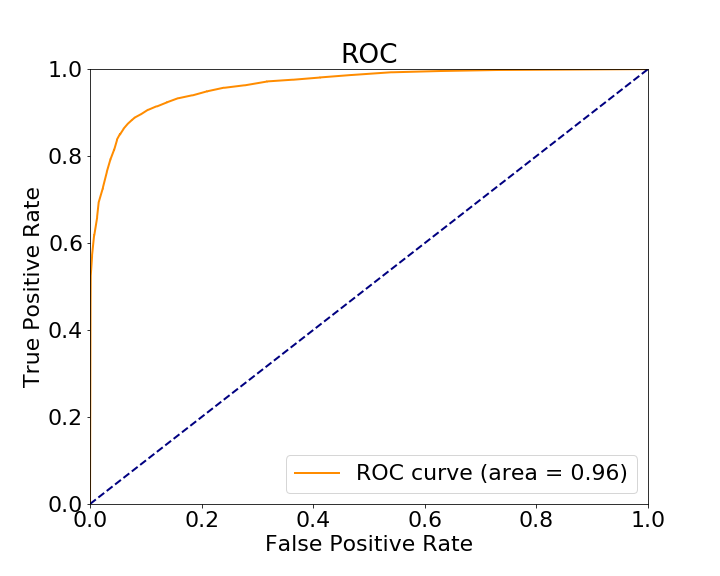 ROC
1.0
0.8
0.6
0.4
0.2
0.0
True Positive Rate
ROC curve (area = 0.96)
0.0 0.2 0.4 0.6 0.8 1.0
False Positive Rate